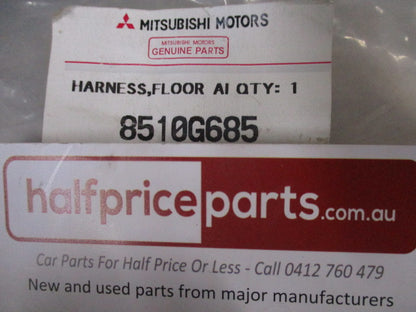 MITSUBISHI MOTORS
MITSUBISHI MOTORS
GENUINE PARTS
HARNESS,FLOOR AI QTY: 1
8510G685
halfpriceparts.com.au
Car Parts For Half Price Or Less - Call 0412 760 479
New and used parts from major manufacturers